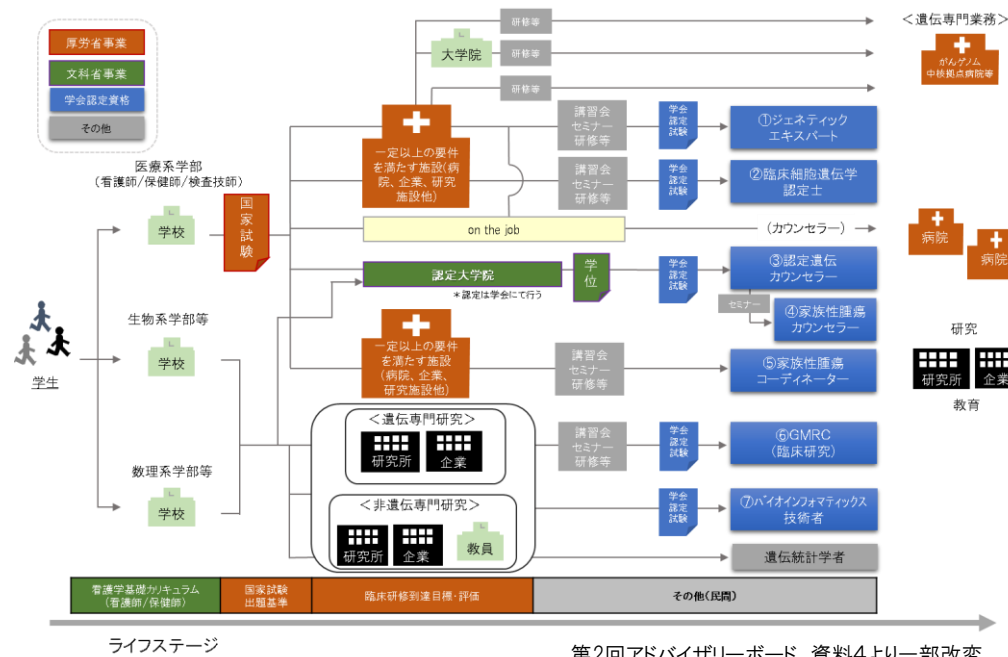 厚労省事業
文科省事業
学会認定資格
その他
研修等
大学院
研修等
研修等
＜遺伝専門業務＞
がんゲノム
中核拠点病院等
医療系学部
(看護師/保健師/検査技師)
学校
国家試験
一定以上の要件
を満たす施設(病
院、企業、研究
施設他)
講習会
セミナー
研修等
学会
認定
試験
①ジェネティック
エキスパート
講習会
セミナー
研修等
学会
認定
試験
②臨床細胞遺伝学
認定士
on the job
(カウンセラー)
病院
病院
認定大学院
＊認定は学会にて行う
学位
学会
認定
試験
③認定遺伝
カウンセラー
セミナー
④家族性腫瘍
カウンセラー
学生
生物系学部等
学校
一定以上の要件
を満たす施設
(病院、企業、
研究施設他)
講習会
セミナー
研修等
⑤家族性腫瘍
コーディネーター
研究
研究所
企業
教育
数理系学部等
学校
＜遺伝専門研究＞
研究所
企業
講習会
セミナー
研修等
学会
認定
試験
⑥GMRC
(臨床研究)
＜非遺伝専門研究＞
研究所
企業
教員
学会
認定
試験
⑦バイオインフォマティックス
技術者
遺伝統計学者
看護学基礎カリキュラム
(看護師/保健師)
国家試験
出題基準
臨床研修到達目標・評価
その他(民間)
ライフステージ
第2回アドバイザリーボード 資料4より一部改変